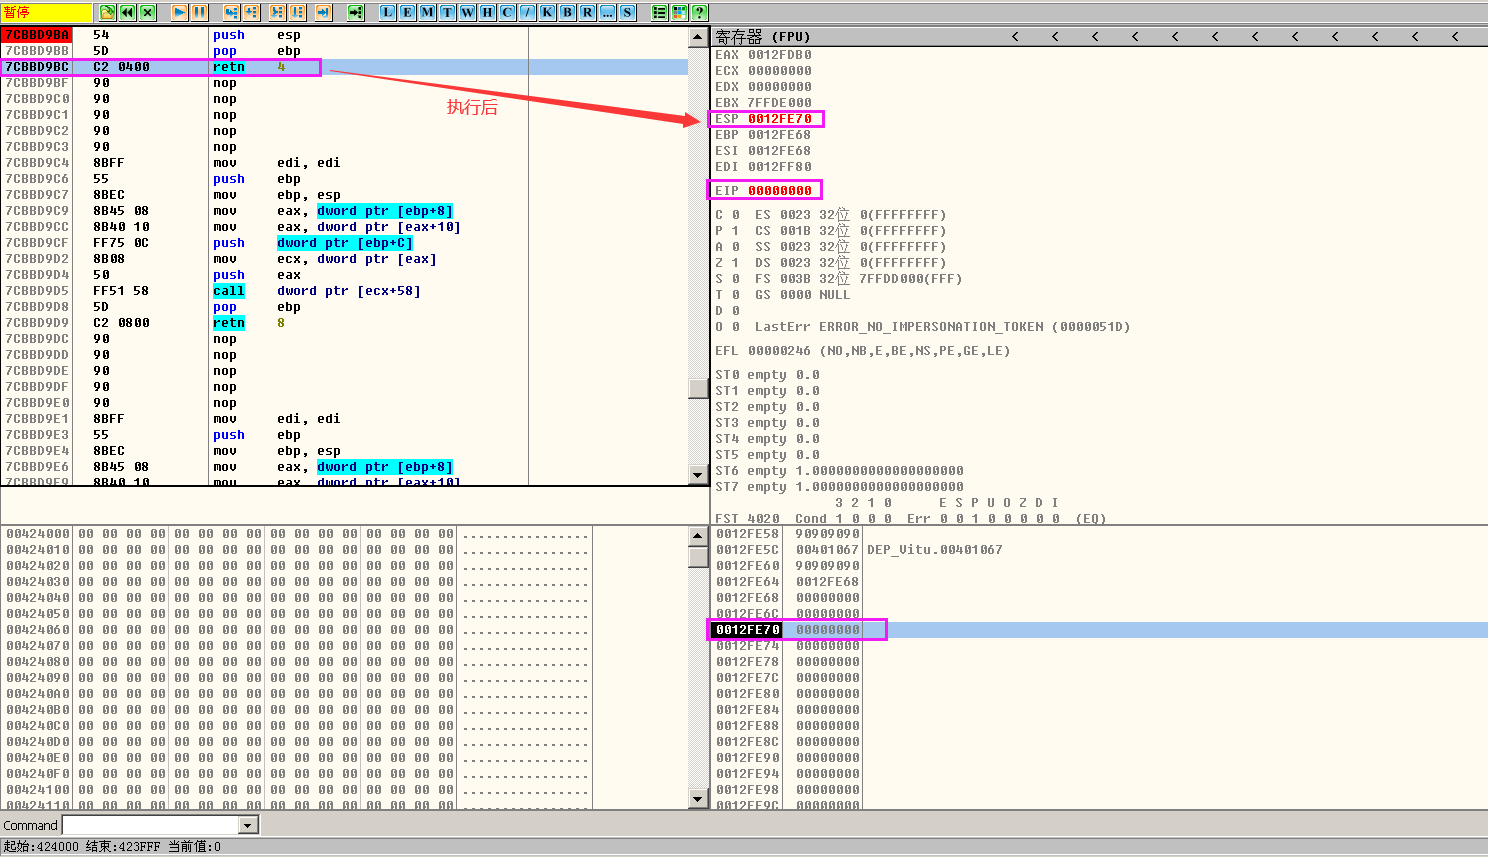 暂停
L E M T W H C / K B R ... S ?
7CBBD9BA 54 push esp
7CBBD9BB 5D pop ebp
7CBBD9BC C2 0400 retn 4
7CBBD9BF 90 nop
7CBBD9C0 90 nop
7CBBD9C1 90 nop
7CBBD9C2 90 nop
7CBBD9C3 90 nop
7CBBD9C4 8BFF mov edi, edi
7CBBD9C6 55 push ebp
7CBBD9C7 8BEC mov ebp, esp
7CBBD9C9 8B45 08 mov eax, dword ptr [ebp+8]
7CBBD9CC 8B40 10 mov eax, dword ptr [eax+10]
7CBBD9CF FF75 0C push dword ptr [ebp+C]
7CBBD9D2 8B08 mov ecx, dword ptr [eax]
7CBBD9D4 50 push eax
7CBBD9D5 FF51 58 call dword ptr [ecx+58]
7CBBD9D8 5D pop ebp
7CBBD9D9 C2 0800 retn 8
7CBBD9DC 90 nop
7CBBD9DD 90 nop
7CBBD9DE 90 nop
7CBBD9DF 90 nop
7CBBD9E0 90 nop
7CBBD9E1 8BFF mov edi, edi
7CBBD9E3 55 push ebp
7CBBD9E4 8BEC mov ebp, esp
7CBBD9E6 8B45 08 mov eax, dword ptr [ebp+8]
7CBBD9E9 8B40 10 mov eax, dword ptr [eax+10]
执行后
寄存器 (FPU) < < < < < < < < < < < <
EAX 0012FDB0
ECX 00000000
EDX 00000000
EBX 7FFDE000
ESP 0012FE70
EBP 0012FE68
ESI 0012FE68
EDI 0012FF80
EIP 00000000
C 0 ES 0023 32位 0(FFFFFFFF)
P 1 CS 001B 32位 0(FFFFFFFF)
A 0 SS 0023 32位 0(FFFFFFFF)
Z 1 DS 0023 32位 0(FFFFFFFF)
S 0 FS 003B 32位 7FFDD000(FFF)
T 0 GS 0000 NULL
D 0
O 0 LastErr ERROR_NO_IMPERSONATION_TOKEN (0000051D)
EFL 00000246 (NO,NB,E,BE,NS,PE,GE,LE)
ST0 empty 0.0
ST1 empty 0.0
ST2 empty 0.0
ST3 empty 0.0
ST4 empty 0.0
ST5 empty 0.0
ST6 empty 1.0000000000000000000
ST7 empty 1.0000000000000000000
3 2 1 0 E S P U O Z D I
FST 4020 Cond 1 0 0 0 Err 0 0 1 0 0 0 0 0 (EQ)
00424000 00 00 00 00 00 00 00 00 00 00 00 00 00 00 00 00 ................
00424010 00 00 00 00 00 00 00 00 00 00 00 00 00 00 00 00 ................
00424020 00 00 00 00 00 00 00 00 00 00 00 00 00 00 00 00 ................
00424030 00 00 00 00 00 00 00 00 00 00 00 00 00 00 00 00 ................
00424040 00 00 00 00 00 00 00 00 00 00 00 00 00 00 00 00 ................
00424050 00 00 00 00 00 00 00 00 00 00 00 00 00 00 00 00 ................
00424060 00 00 00 00 00 00 00 00 00 00 00 00 00 00 00 00 ................
00424070 00 00 00 00 00 00 00 00 00 00 00 00 00 00 00 00 ................
00424080 00 00 00 00 00 00 00 00 00 00 00 00 00 00 00 00 ................
00424090 00 00 00 00 00 00 00 00 00 00 00 00 00 00 00 00 ................
004240A0 00 00 00 00 00 00 00 00 00 00 00 00 00 00 00 00 ................
004240B0 00 00 00 00 00 00 00 00 00 00 00 00 00 00 00 00 ................
004240C0 00 00 00 00 00 00 00 00 00 00 00 00 00 00 00 00 ................
004240D0 00 00 00 00 00 00 00 00 00 00 00 00 00 00 00 00 ................
004240E0 00 00 00 00 00 00 00 00 00 00 00 00 00 00 00 00 ................
004240F0 00 00 00 00 00 00 00 00 00 00 00 00 00 00 00 00 ................
00424100 00 00 00 00 00 00 00 00 00 00 00 00 00 00 00 00 ................
00424110 00 00 00 00 00 00 00 00 00 00 00 00 00 00 00 00 ................
0012FE58 90909090
0012FE5C 00401067 DEP_Vitu.00401067
0012FE60 90909090
0012FE64 0012FE68
0012FE68 00000000
0012FE6C 00000000
0012FE70 00000000
0012FE74 00000000
0012FE78 00000000
0012FE7C 00000000
0012FE80 00000000
0012FE84 00000000
0012FE88 00000000
0012FE8C 00000000
0012FE90 00000000
0012FE94 00000000
0012FE98 00000000
0012FE9C 00000000
Command
起始:424000 结束:423FFF 当前值:0